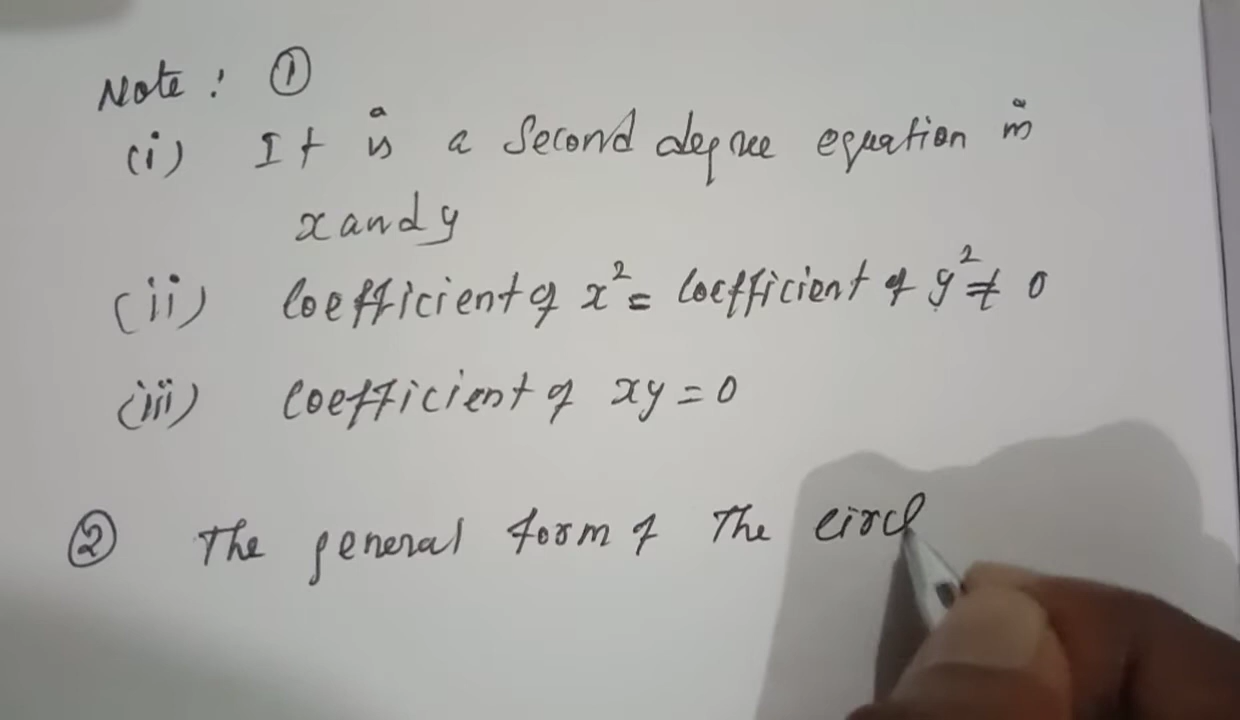 Note : ①
(i) It is a Second degree equation in
x and y
(ii) Coefficient of x² = Coefficient of y² ≠ 0
(iii) Coefficient of xy = 0
② The general form of The circl